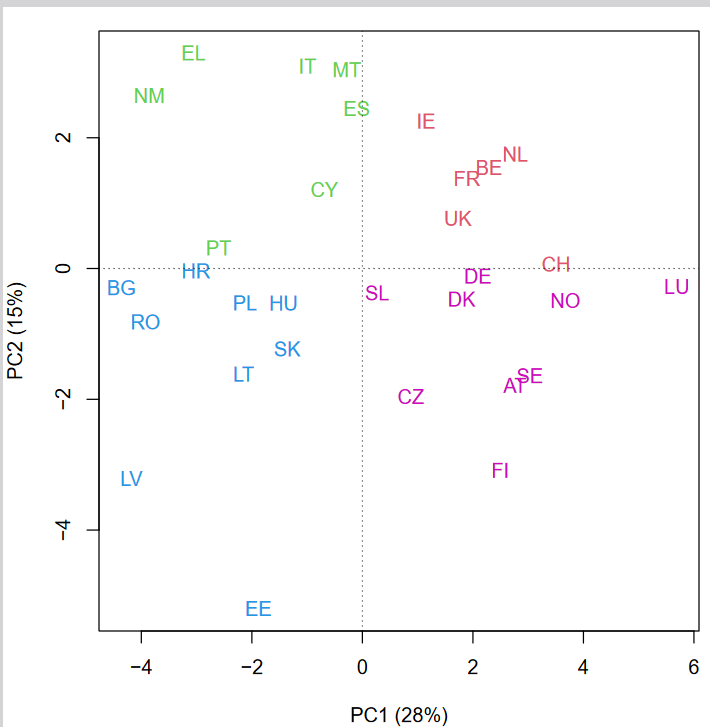 EL
IT
MT
NM
ES
IE
NL
BE
FR
CY
UK
PT
CH
HR
DE
BG
LU
SL
PL
HU
DK
NO
RO
SK
LT
SE
AT
CZ
FI
LV
EE
2
0
−2
−4
PC2 (15%)
−4 −2 0 2 4 6
PC1 (28%)